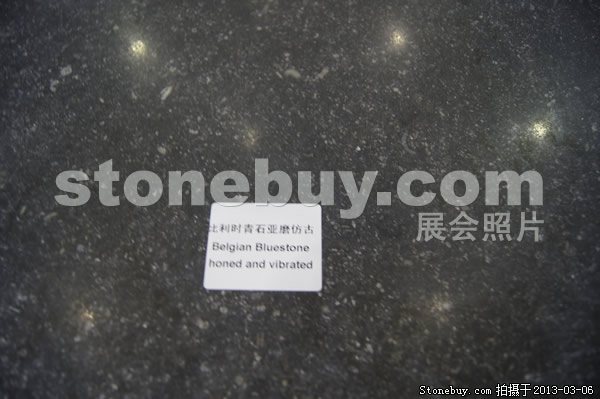 stonebuy.com
展会照片
比利时青石亚磨仿古
Belgian Bluestone
honed and vibrated
Stonebuy.com 拍摄于2013-03-06